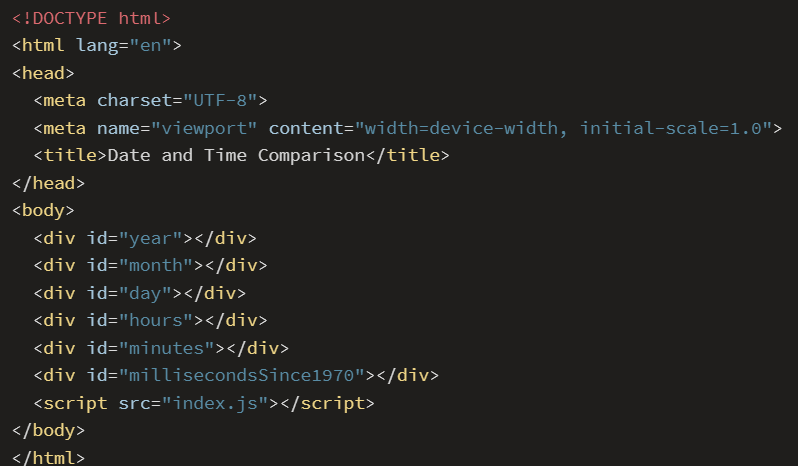 <!DOCTYPE html>
<html lang="en">
<head>
  <meta charset="UTF-8">
  <meta name="viewport" content="width=device-width, initial-scale=1.0">
  <title>Date and Time Comparison</title>
</head>
<body>
  <div id="year"></div>
  <div id="month"></div>
  <div id="day"></div>
  <div id="hours"></div>
  <div id="minutes"></div>
  <div id="millisecondsSince1970"></div>
  <script src="index.js"></script>
</body>
</html>